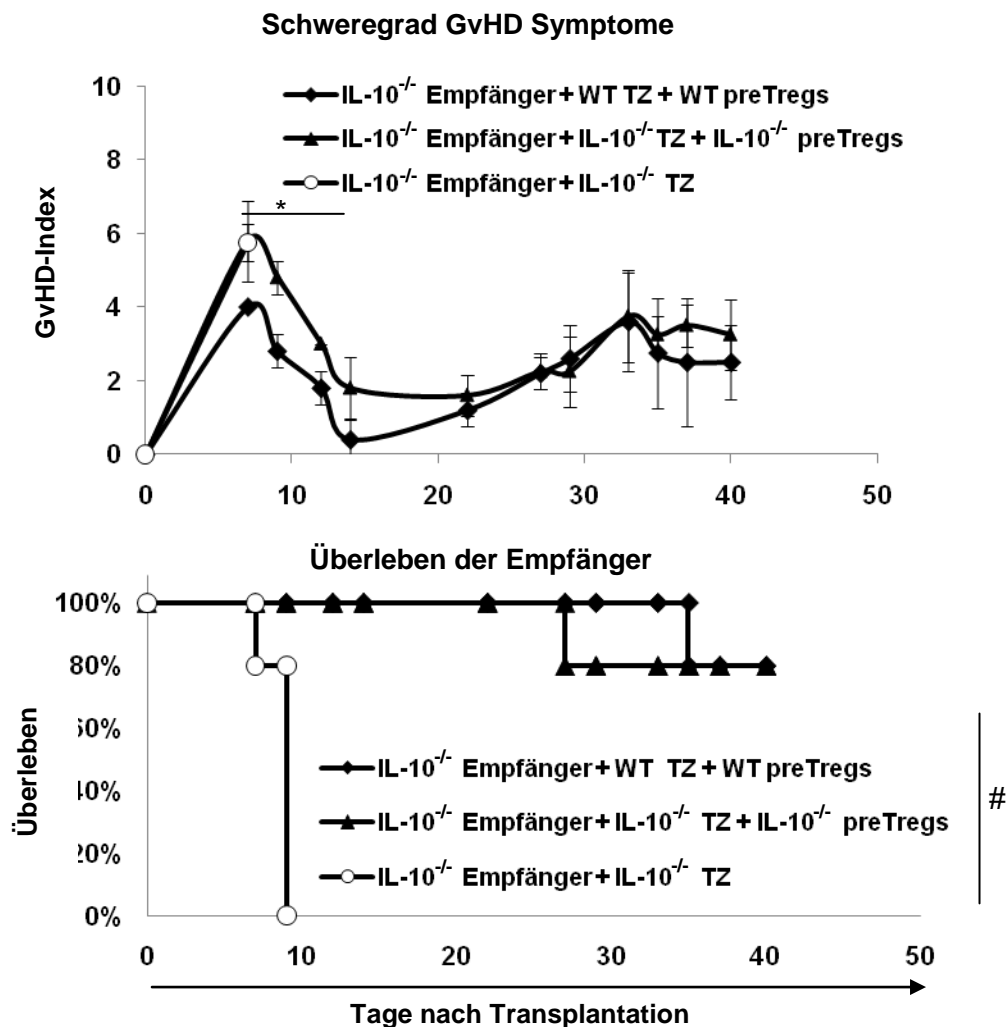 Schweregrad GvHD Symptome
10
IL-10-/- Empfänger + WT TZ + WT preTregs
8
IL-10-/- Empfänger + IL-10-/- TZ + IL-10-/- preTregs
IL-10-/- Empfänger + IL-10-/- TZ
*
6
4
2
0
GvHD-Index
0 10 20 30 40 50
Überleben der Empfänger
100%
80%
60%
40%
20%
0%
Überleben
IL-10-/- Empfänger + WT TZ + WT preTregs
IL-10-/- Empfänger + IL-10-/- TZ + IL-10-/- preTregs
IL-10-/- Empfänger + IL-10-/- TZ
#
0 10 20 30 40 50
Tage nach Transplantation